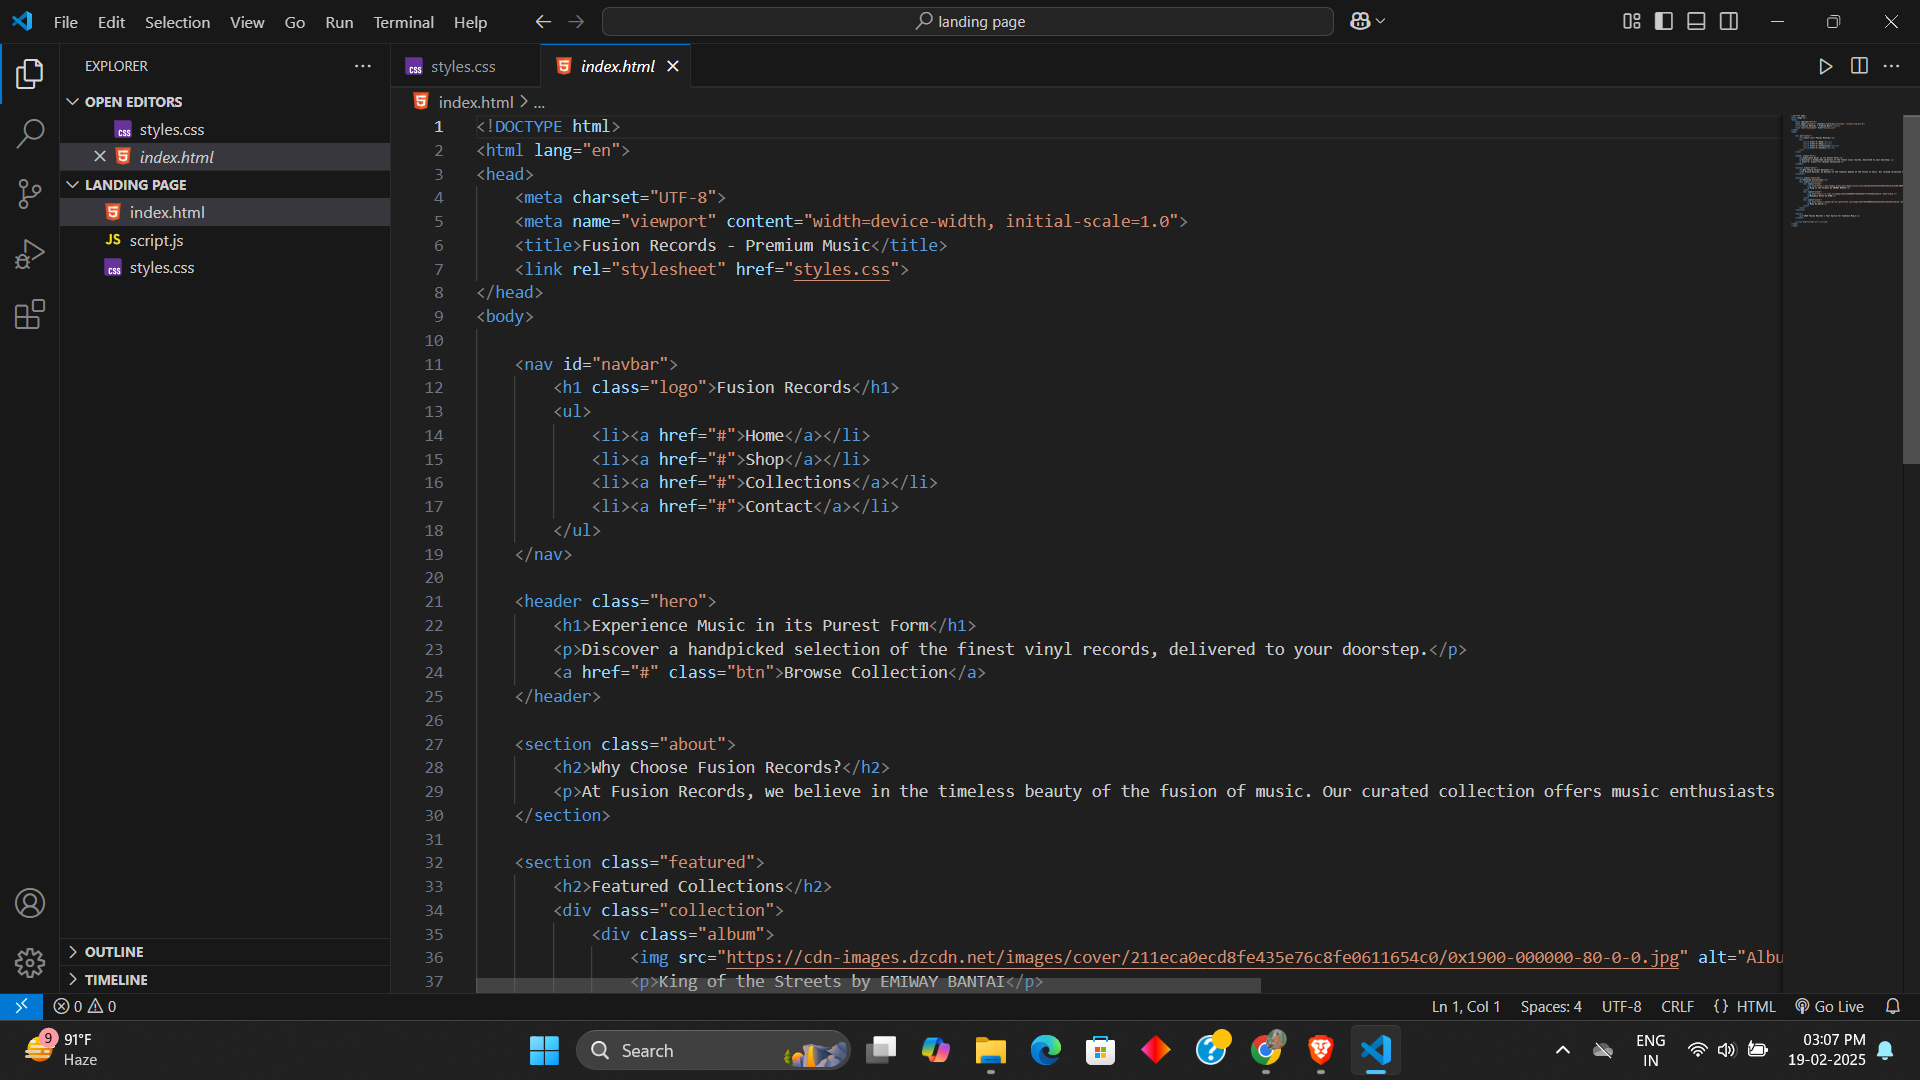 File Edit Selection View Go Run Terminal Help
landing page
EXPLORER
OPEN EDITORS
styles.css
index.html
LANDING PAGE
index.html
JS script.js
styles.css
OUTLINE
TIMELINE
styles.css
index.html
index.html > ...
1 <!DOCTYPE html>
2 <html lang="en">
3 <head>
4 <meta charset="UTF-8">
5 <meta name="viewport" content="width=device-width, initial-scale=1.0">
6 <title>Fusion Records - Premium Music</title>
7 <link rel="stylesheet" href="styles.css">
8 </head>
9 <body>
10
11 <nav id="navbar">
12 <h1 class="logo">Fusion Records</h1>
13 <ul>
14 <li><a href="#">Home</a></li>
15 <li><a href="#">Shop</a></li>
16 <li><a href="#">Collections</a></li>
17 <li><a href="#">Contact</a></li>
18 </ul>
19 </nav>
20
21 <header class="hero">
22 <h1>Experience Music in its Purest Form</h1>
23 <p>Discover a handpicked selection of the finest vinyl records, delivered to your doorstep.</p>
24 <a href="#" class="btn">Browse Collection</a>
25 </header>
26
27 <section class="about">
28 <h2>Why Choose Fusion Records?</h2>
29 <p>At Fusion Records, we believe in the timeless beauty of the fusion of music. Our curated collection offers music enthusiasts
30 </section>
31
32 <section class="featured">
33 <h2>Featured Collections</h2>
34 <div class="collection">
35 <div class="album">
36 <img src="https://cdn-images.dzcdn.net/images/cover/211eca0ecd8fe435e76c8fe0611654c0/0x1900-000000-80-0-0.jpg" alt="Albu
37 <p>King of the Streets by EMIWAY BANTAI</p>
0 0
Ln 1, Col 1 Spaces: 4 UTF-8 CRLF {} HTML Go Live
9
91°F
Haze
Search
ENG
IN
03:07 PM
19-02-2025